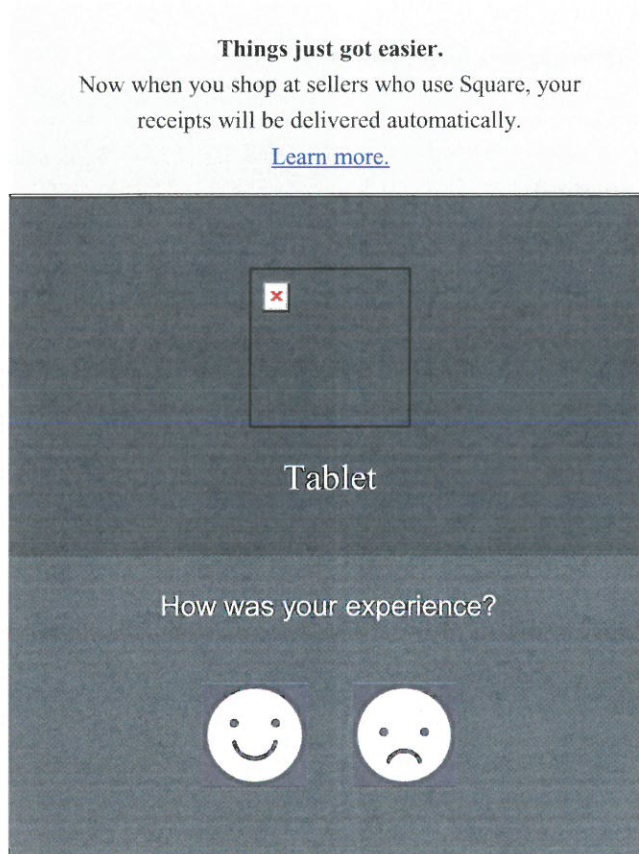 Things just got easier.
Now when you shop at sellers who use Square, your
receipts will be delivered automatically.
Learn more.
Tablet
How was your experience?